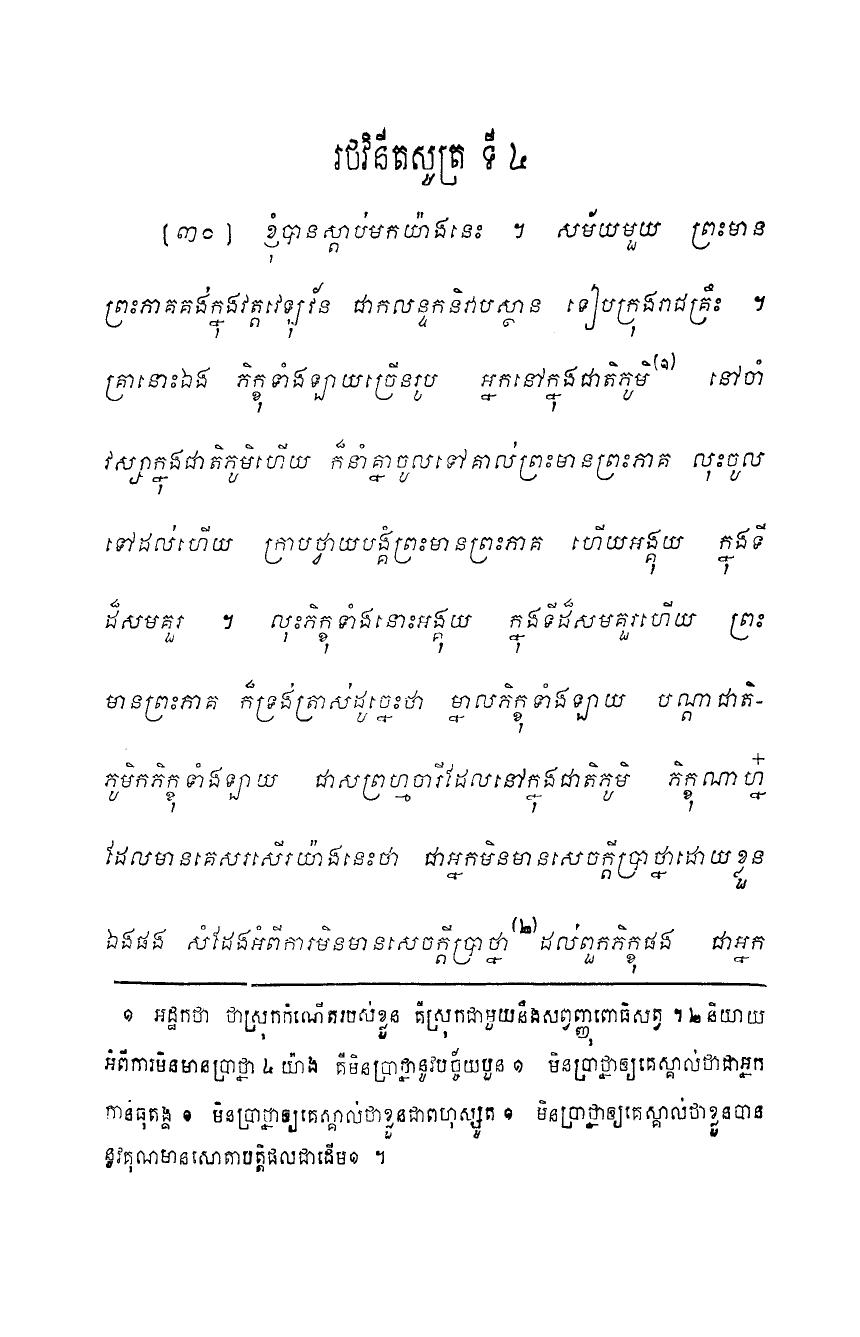 រថវិនីតសូត្រ ទី ៤
[៣០] ខ្ញុំបានស្តាប់មកយ៉ាងនេះ ។ សម័យមួយ ព្រះមាន
ព្រះភាគគង់ក្នុងវត្តវេឡុវ័ន ជាកលន្ទកនិវាបស្ថាន ទៀបក្រុងរាជគ្រឹះ ។
គ្រានោះឯង ភិក្ខុទាំងឡាយច្រើនរូប អ្នកនៅក្នុងជាតិភូមិ(១) នៅចាំ
វស្សាក្នុងជាតិភូមិហើយ ក៏នាំគ្នាចូលទៅគាល់ព្រះមានព្រះភាគ លុះចូល
ទៅដល់ហើយ ក្រាបថ្វាយបង្គំព្រះមានព្រះភាគ ហើយអង្គុយ ក្នុងទី
ដ៏សមគួរ ។ លុះភិក្ខុទាំងនោះអង្គុយ ក្នុងទីដ៏សមគួរហើយ ព្រះ
មានព្រះភាគ ក៏ទ្រង់ត្រាស់ដូច្នេះថា ម្នាលភិក្ខុទាំងឡាយ បណ្តាជាតិ-
ភូមិកភិក្ខុទាំងឡាយ ជាសព្រហ្មចារីដែលនៅក្នុងជាតិភូមិ ភិក្ខុណាហ្ន៎
ដែលមានគេសរសើរយ៉ាងនេះថា ជាអ្នកមិនមានសេចក្តីប្រាថ្នាដោយខ្លួន
ឯងផង សំដែងអំពីការមិនមានសេចក្តីប្រាថ្នា(២) ដល់ពួកភិក្ខុផង ជាអ្នក
១ អដ្ឋកថា ថាស្រុកកំណើតរបស់ខ្លួន គឺស្រុកជាមួយនឹងសព្វញ្ញុពោធិសត្វ ។ ២ និយាយ
អំពីការមិនមានប្រាថ្នា ៤ យ៉ាង គឺមិនប្រាថ្នានូវបច្ច័យបួន ១ មិនប្រាថ្នាឲ្យគេស្គាល់ថាជាអ្នក
កាន់ធុតង្គ ១ មិនប្រាថ្នាឲ្យគេស្គាល់ថាខ្លួនជាពហុស្សូត ១ មិនប្រាថ្នាឲ្យគេស្គាល់ថាខ្លួនបាន
នូវគុណមានសោតាបត្តិផលជាដើម១ ។